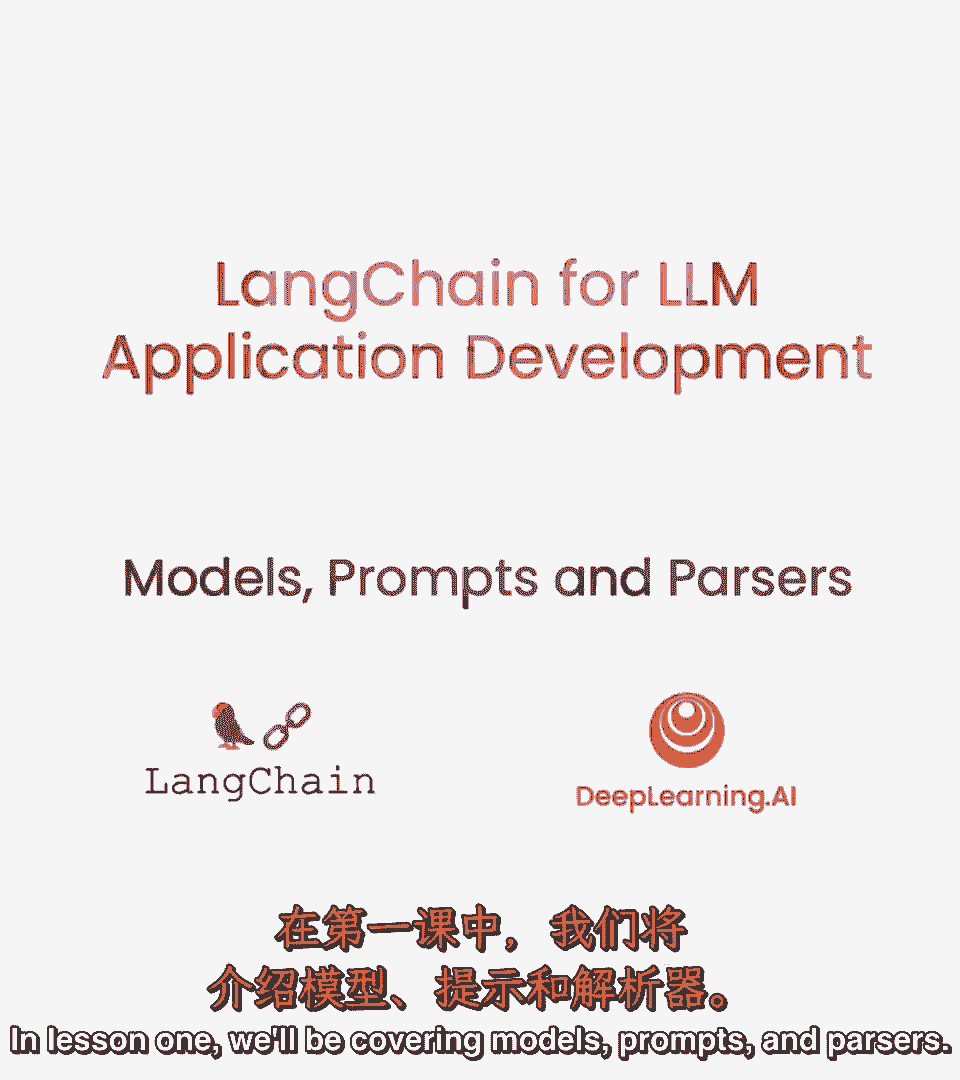 LangChain for LLM
Application Development
Models, Prompts and Parsers
LangChain
DeepLearning.AI
在第一课中，我们将
介绍模型、提示和解析器。
In lesson one, we'll be covering models, prompts, and parsers.